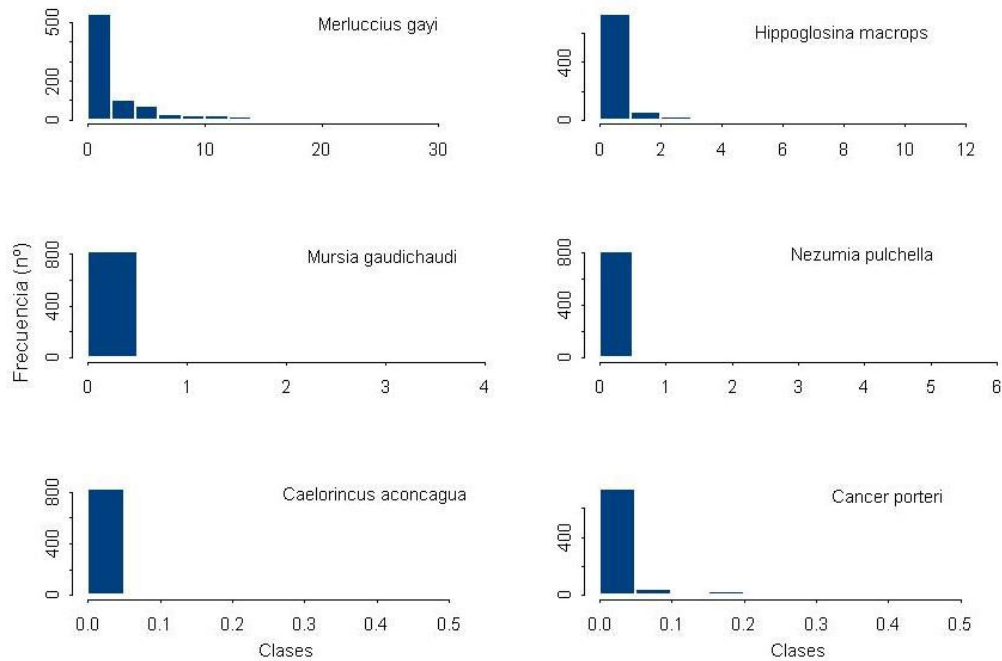 Merluccius gayi
500
200
0
0 10 20 30
Hippoglosina macrops
400
0
0 2 4 6 8 10 12
Frecuencia (nº)
Mursia gaudichaudi
800
400
0
0 1 2 3 4
Nezumia pulchella
800
400
0
0 1 2 3 4 5 6
Caelorincus aconcagua
800
400
0
0.0 0.1 0.2 0.3 0.4 0.5
Clases
Cancer porteri
400
0
0.0 0.1 0.2 0.3 0.4 0.5
Clases